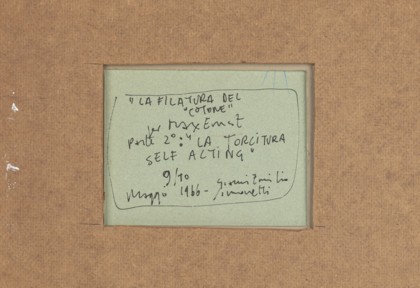 "LA FILATURA DEL
"COTONE"
per Max Ernst
parte 2°: "LA TORCITURA
SELF ACTING"
9/10
Maggio 1966 - Gianni Emilio
Simonetti